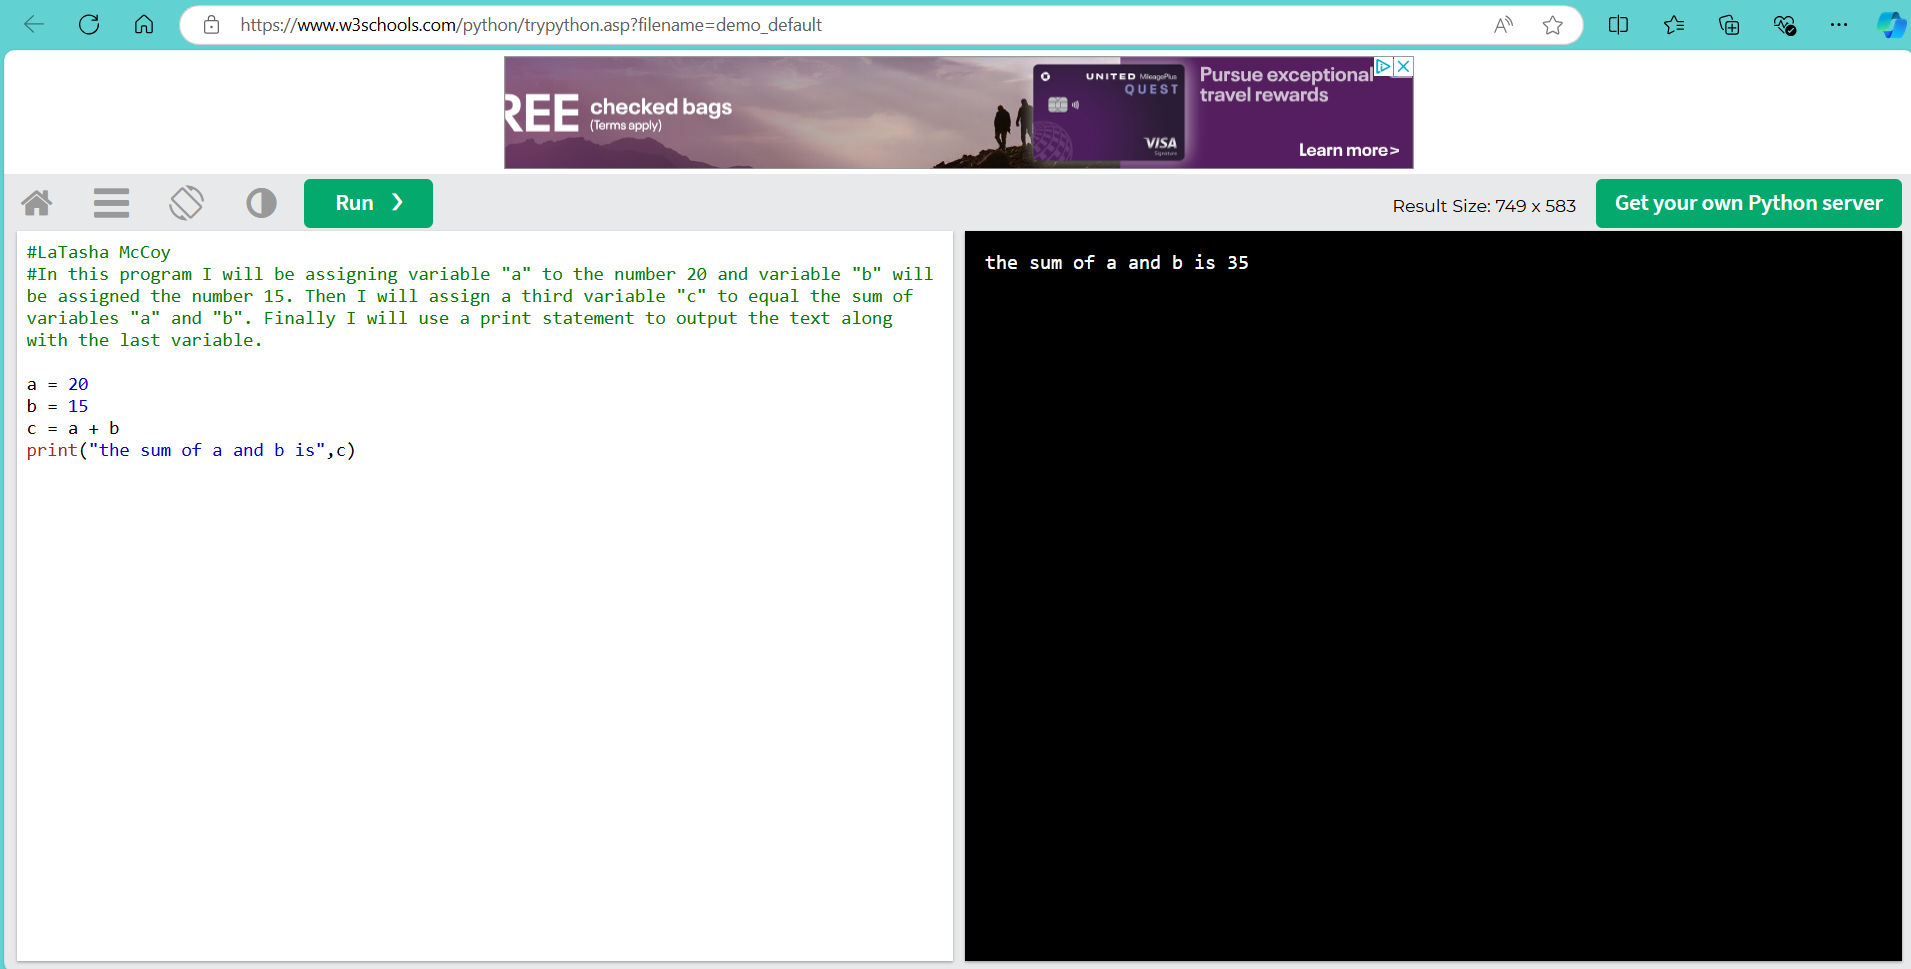 https://www.w3schools.com/python/trypython.asp?filename=demo_default
REE checked bags
(Terms apply)
UNITED MileagePlus
QUEST
VISA
Signature
Pursue exceptional
travel rewards
Learn more>
Run ❯
Result Size: 749 x 583
Get your own Python server
#LaTasha McCoy
#In this program I will be assigning variable "a" to the number 20 and variable "b" will
be assigned the number 15. Then I will assign a third variable "c" to equal the sum of
variables "a" and "b". Finally I will use a print statement to output the text along
with the last variable.
a = 20
b = 15
c = a + b
print("the sum of a and b is",c)
the sum of a and b is 35